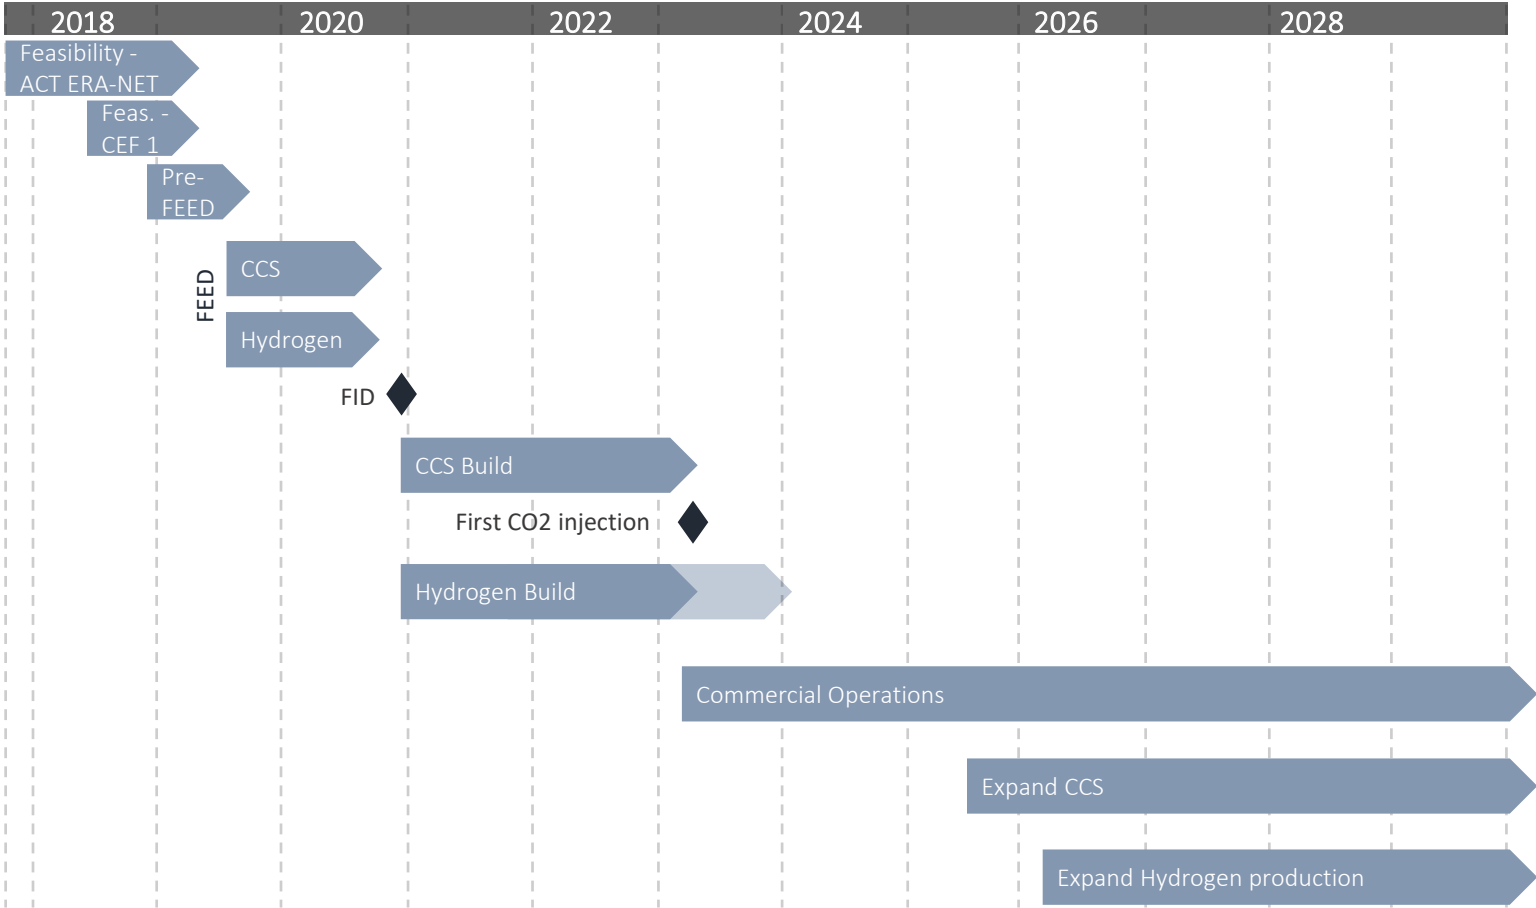 2018 2020 2022 2024 2026 2028
Feasibility -
ACT ERA-NET
Feas. -
CEF 1
Pre-
FEED
FEED
CCS
Hydrogen
FID
CCS Build
First CO2 injection
Hydrogen Build
Commercial Operations
Expand CCS
Expand Hydrogen production